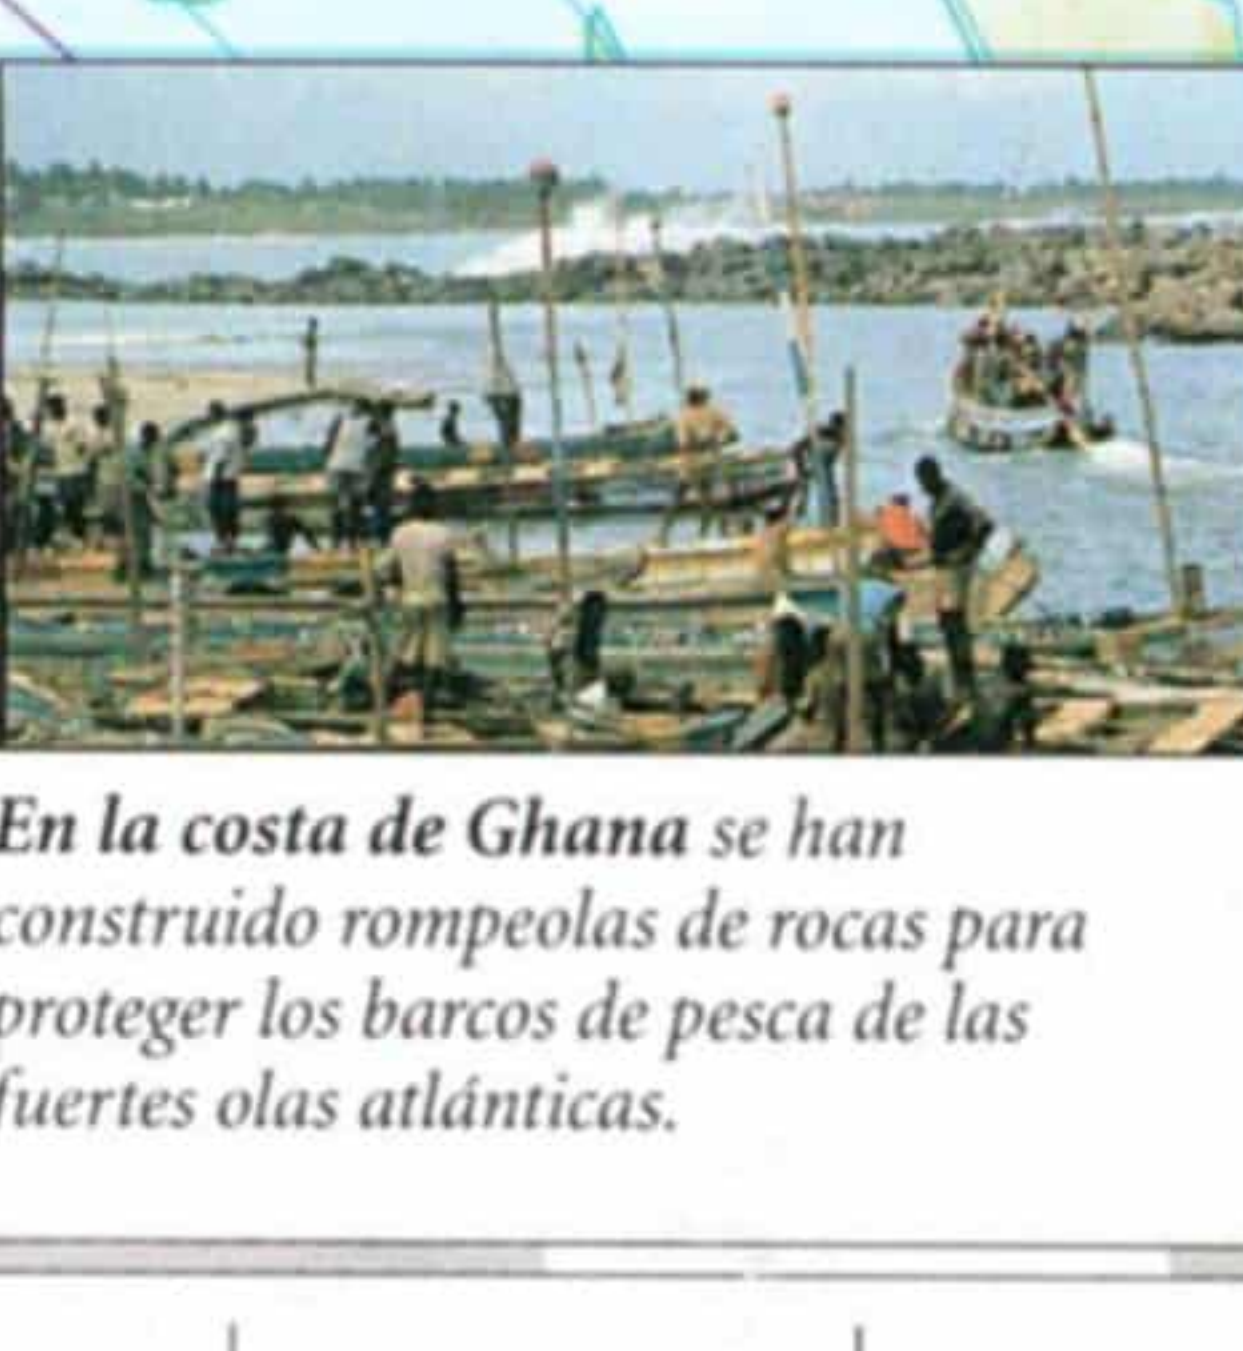 En la costa de Ghana se han
construido rompeolas de rocas para
proteger los barcos de pesca de las
fuertes olas atlánticas.